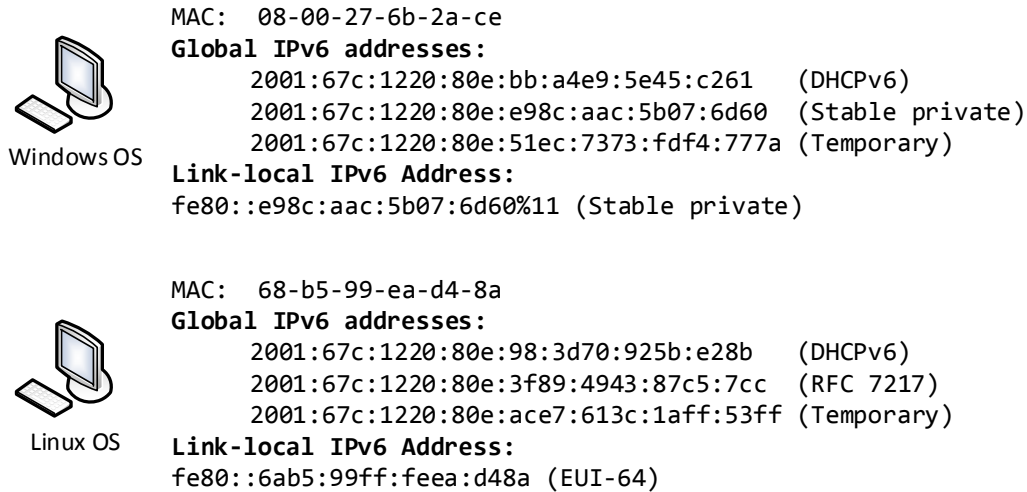 MAC: 08-00-27-6b-2a-ce
Global IPv6 addresses:
2001:67c:1220:80e:bb:a4e9:5e45:c261 (DHCPv6)
2001:67c:1220:80e:e98c:aac:5b07:6d60 (Stable private)
2001:67c:1220:80e:51ec:7373:fdf4:777a (Temporary)
Windows OS
Link-local IPv6 Address:
fe80::e98c:aac:5b07:6d60%11 (Stable private)
MAC: 68-b5-99-ea-d4-8a
Global IPv6 addresses:
2001:67c:1220:80e:98:3d70:925b:e28b (DHCPv6)
2001:67c:1220:80e:3f89:4943:87c5:7cc (RFC 7217)
2001:67c:1220:80e:ace7:613c:1aff:53ff (Temporary)
Linux OS
Link-local IPv6 Address:
fe80::6ab5:99ff:feea:d48a (EUI-64)